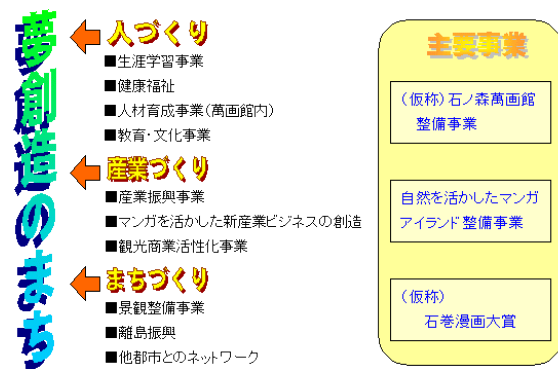 夢創造のまち
人づくり
■生涯学習事業
■健康福祉
■人材育成事業(萬画館内)
■教育・文化事業
産業づくり
■産業振興事業
■マンガを活かした新産業ビジネスの創造
■観光商業活性化事業
まちづくり
■景観整備事業
■離島振興
■他都市とのネットワーク
主要事業
(仮称)石ノ森萬画館
整備事業
自然を活かしたマンガ
アイランド整備事業
(仮称)
石巻漫画大賞